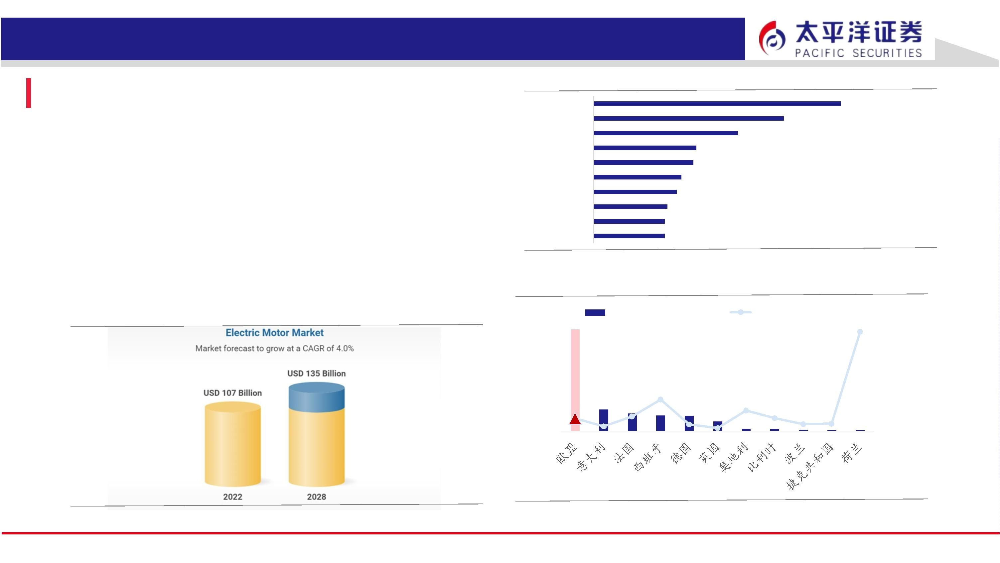 太平洋证券
PACIFIC SECURITIES
Electric Motor Market
Market forecast to grow at a CAGR of 4.0%
USD 135 Billion
USD 107 Billion
2022
2028
欧盟
意大利
法国
西班牙
德国
英国
奥地利
比利时
波兰
捷克共和国
荷兰